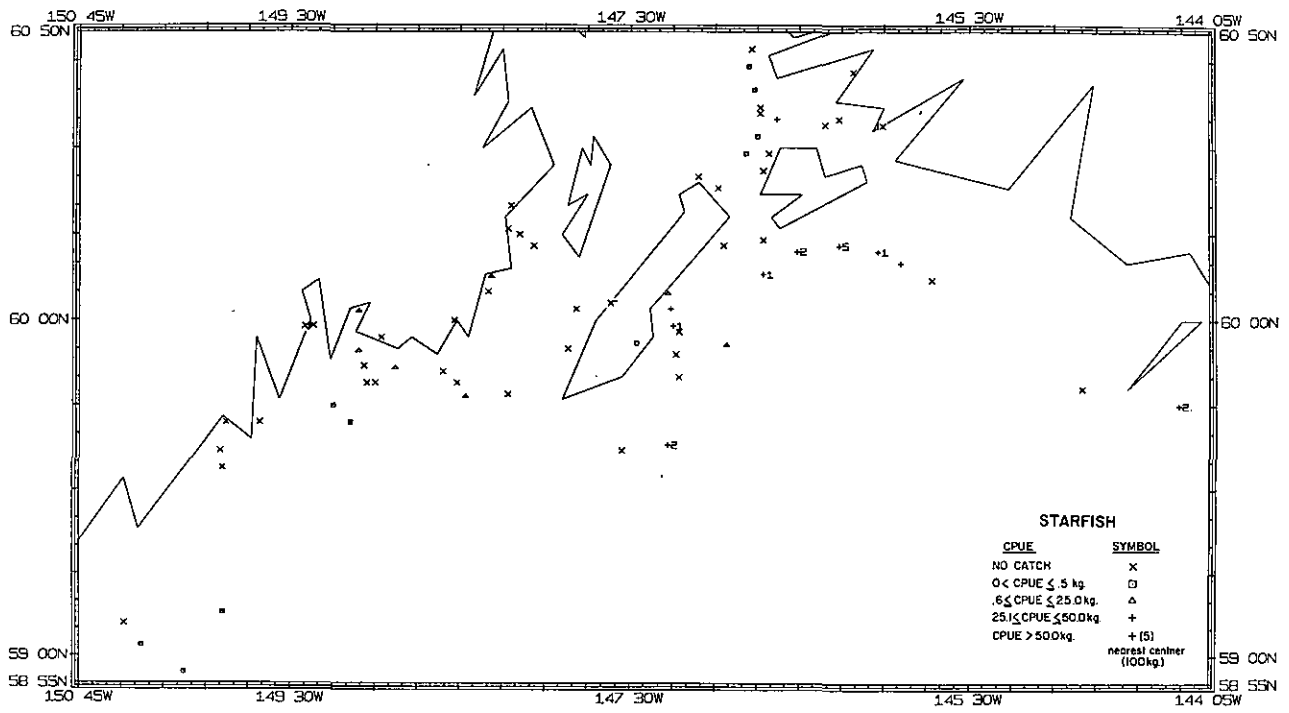 150 45W 149 30W 147 30W 145 30W 144 05W
60 50N 60 50N
2 5 1
1
60 00N 60 00N
1
2.
2
STARFISH
CPUE SYMBOL
NO CATCH x
0 < CPUE ≤ .5 kg.
.6 ≤ CPUE ≤ 25.0kg.
25.1 ≤ CPUE ≤ 50.0kg. +
CPUE > 50.0kg. + (5)
nearest centner
(100kg.)
59 00N 59 00N
58 55N 58 55N
150 45W 149 30W 147 30W 145 30W 144 05W